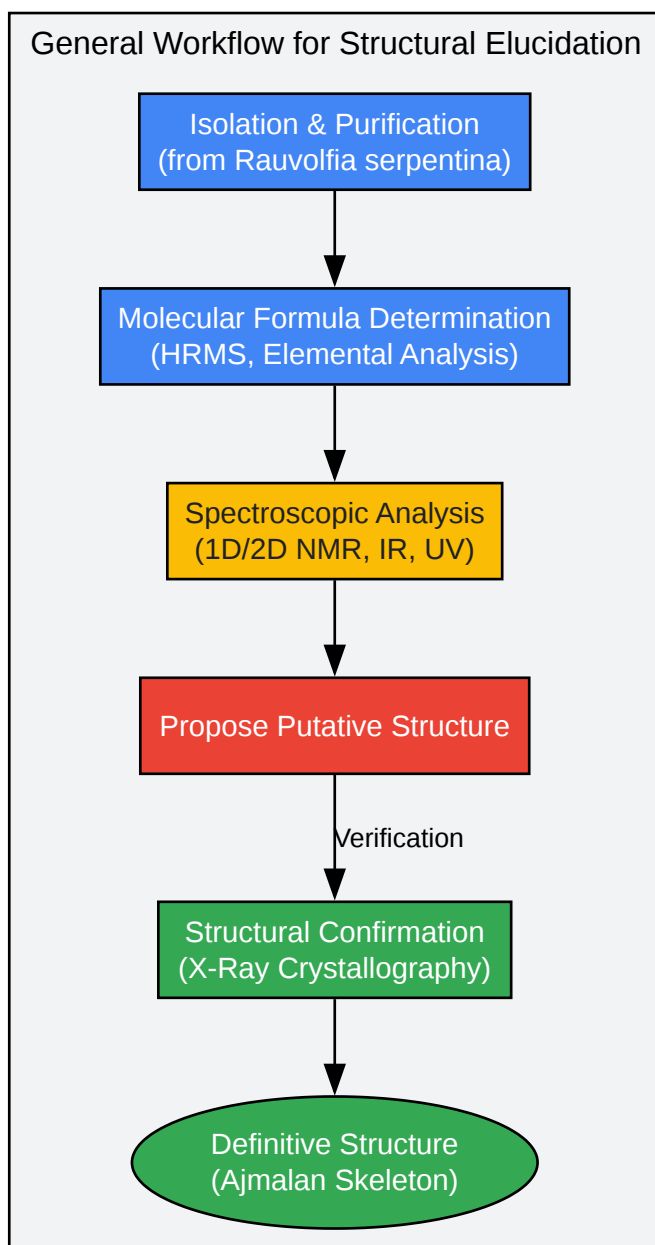 General Workflow for Structural Elucidation
Isolation & Purification
(from Rauvolfia serpentina)
Molecular Formula Determination
(HRMS, Elemental Analysis)
Spectroscopic Analysis
(1D/2D NMR, IR, UV)
Propose Putative Structure
Verification
Structural Confirmation
(X-Ray Crystallography)
Definitive Structure
(Ajmalan Skeleton)